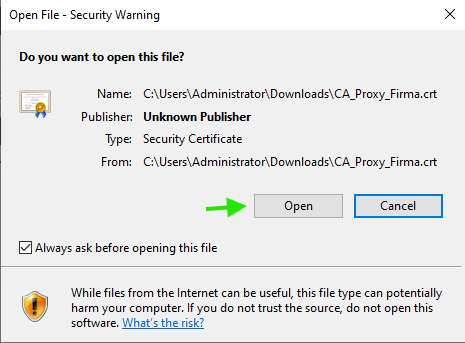 Open File - Security Warning
Do you want to open this file?
Name: C:\Users\Administrator\Downloads\CA_Proxy_Firma.crt
Publisher: Unknown Publisher
Type: Security Certificate
From: C:\Users\Administrator\Downloads\CA_Proxy_Firma.crt
Open Cancel
Always ask before opening this file
While files from the Internet can be useful, this file type can potentially
harm your computer. If you do not trust the source, do not open this
software. What's the risk?